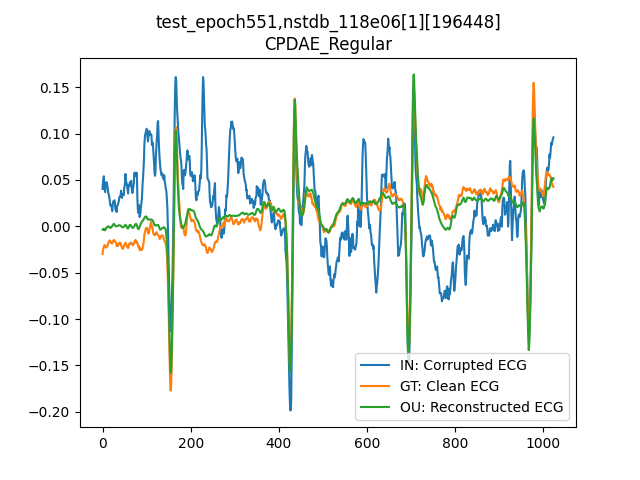 test_epoch551,nstdb_118e06[1][196448]
CPDAE_Regular
0.15
0.10
0.05
0.00
−0.05
−0.10
−0.15
−0.20
IN: Corrupted ECG
GT: Clean ECG
OU: Reconstructed ECG
0 200 400 600 800 1000